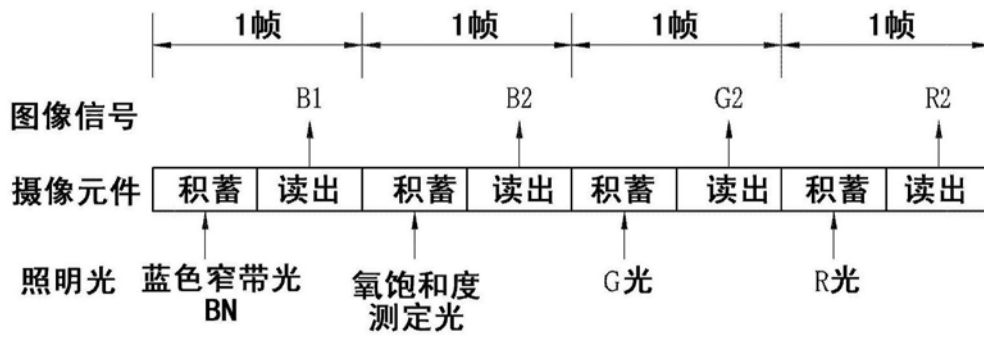 1帧 1帧 1帧 1帧
B1 B2 G2 R2
图像信号
摄像元件 积蓄 读出 积蓄 读出 积蓄 读出 积蓄 读出
照明光 蓝色窄带光 氧饱和度 G光 R光
BN 测定光